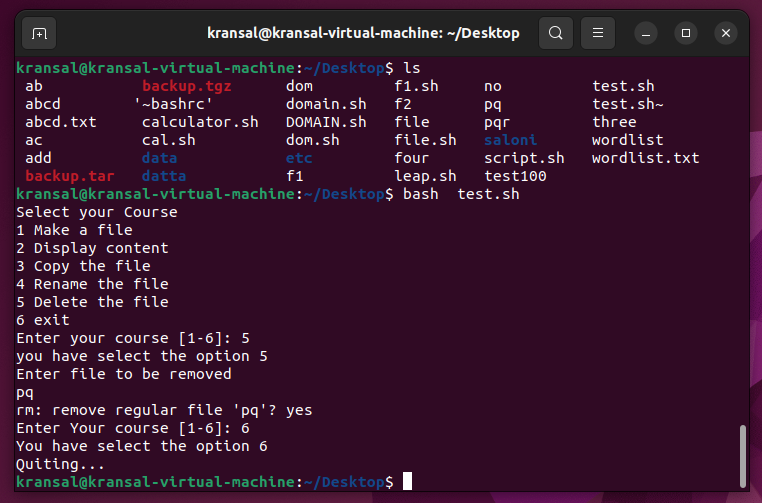 kransal@kransal-virtual-machine: ~/Desktop
kransal@kransal-virtual-machine:~/Desktop$ ls
ab backup.tgz dom f1.sh no test.sh
abcd '~bashrc' domain.sh f2 pq test.sh~
abcd.txt calculator.sh DOMAIN.sh file pqr three
ac cal.sh dom.sh file.sh saloni wordlist
add data etc four script.sh wordlist.txt
backup.tar datta f1 leap.sh test100
kransal@kransal-virtual-machine:~/Desktop$ bash  test.sh
Select your Course
1 Make a file
2 Display content
3 Copy the file
4 Rename the file
5 Delete the file
6 exit
Enter your course [1-6]: 5
you have select the option 5
Enter file to be removed
pq
rm: remove regular file 'pq'? yes
Enter Your course [1-6]: 6
You have select the option 6
Quiting...
kransal@kransal-virtual-machine:~/Desktop$